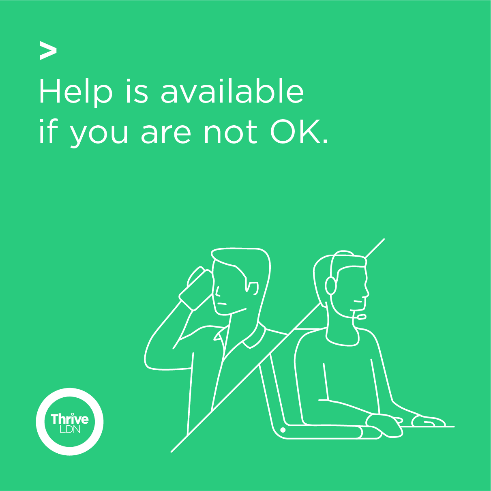 >
Help is available
if you are not OK.
Thrive
LDN